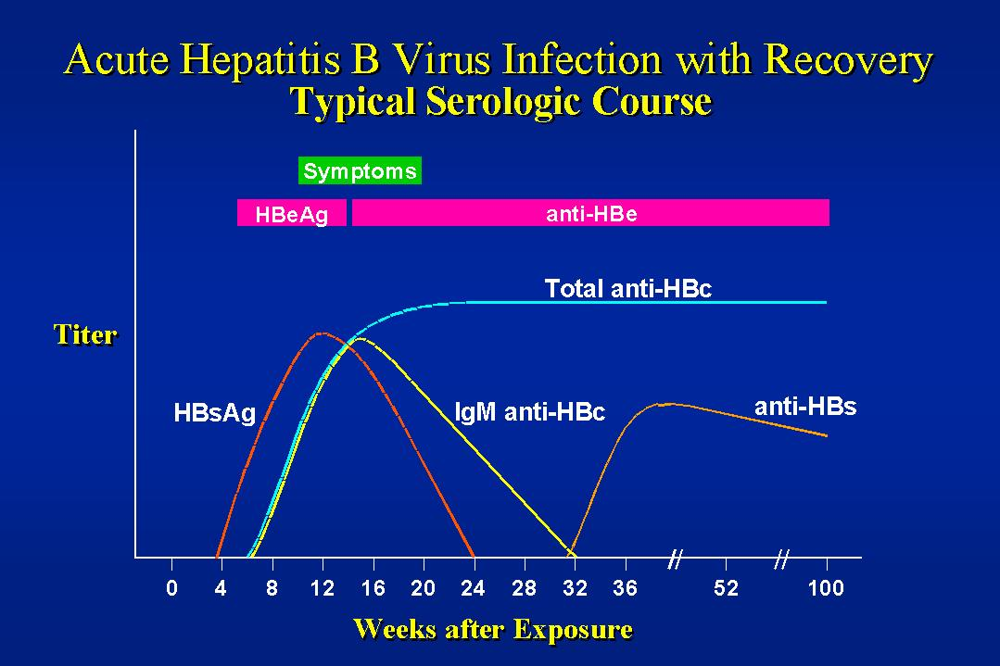 Acute Hepatitis B Virus Infection with Recovery
Typical Serologic Course
Symptoms
HBeAg
anti-HBe
Total anti-HBc
Titer
HBsAg
IgM anti-HBc
anti-HBs
0 4 8 12 16 20 24 28 32 36 // 52 // 100
Weeks after Exposure